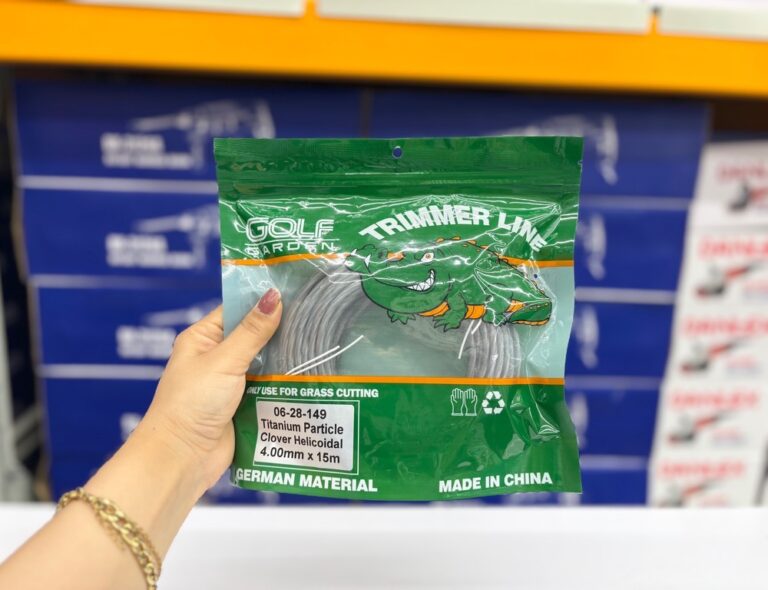 GOLF
GARDEN
TRIMMER LINE
ONLY USE FOR GRASS CUTTING
06-28-149
Titanium Particle
Clover Helicoidal
4.00mm x 15m
GERMAN MATERIAL
MADE IN CHINA